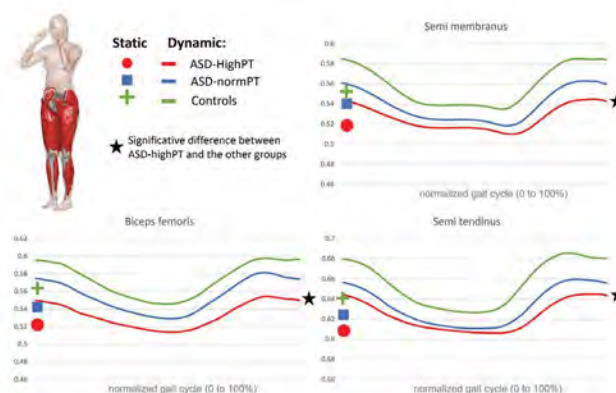 Static Dynamic:
ASD-HighPT
ASD-normPT
Controls
Significative difference between
ASD-highPT and the other groups
Semi membranus
0.6
0.58
0.56
0.54
0.52
0.5
0.48
0.46
normalized gait cycle (0 to 100%)
Biceps femoris
0.62
0.6
0.58
0.56
0.54
0.52
0.5
0.48
0.46
normalized gait cycle (0 to 100%)
Semi tendinus
0.7
0.68
0.66
0.64
0.62
0.6
0.58
0.56
normalized gait cycle (0 to 100%)